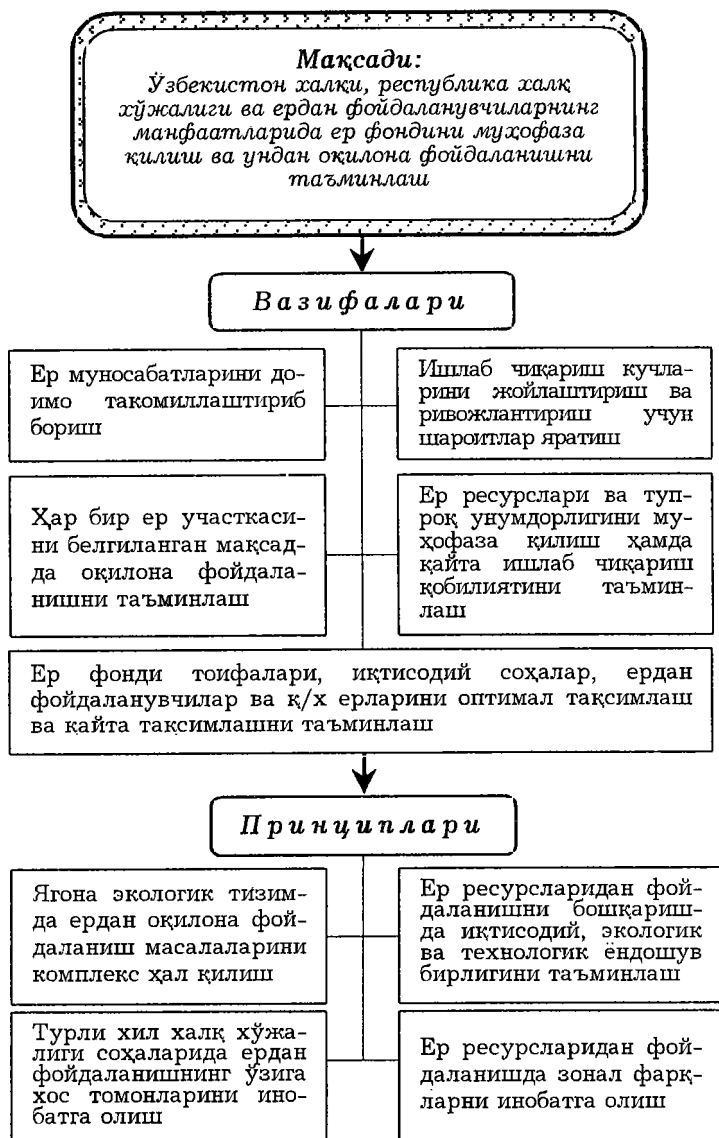 Мақсади:
Ўзбекистон халқи, республика халқ
хўжалиги ва ердан фойдаланувчиларнинг
манфаатларида ер фондини муҳофаза
қилиш ва ундан оқилона фойдаланишни
таъминлаш
Вазифалари
Ер муносабатларини до-
имо такомиллаштириб
бориш
Ишлаб чиқариш кучла-
рини жойлаштириш ва
ривожлантириш учун
шароитлар яратиш
Ҳар бир ер участкаси-
ни белгиланган мақсад-
да оқилона фойдала-
нишни таъминлаш
Ер ресурслари ва туп-
роқ унумдорлигини му-
ҳофаза қилиш ҳамда
қайта ишлаб чиқариш
қобилиятини таъмин-
лаш
Ер фонди тоифалари, иқтисодий соҳалар, ердан
фойдаланувчилар ва қ/х ерларини оптимал тақсимлаш
ва қайта тақсимлашни таъминлаш
Принциплари
Ягона экологик тизим-
да ердан оқилона фой-
даланиш масалаларини
комплекс ҳал қилиш
Ер ресурсларидан фой-
даланишни бошқариш-
да иқтисодий, экологик
ва технологик ёндошув
бирлигини таъминлаш
Турли хил халқ хўжа-
лиги соҳаларида ердан
фойдаланишнинг ўзига
хос томонларини ино-
батга олиш
Ер ресурсларидан фой-
даланишда зонал фарқ-
ларни инобатга олиш